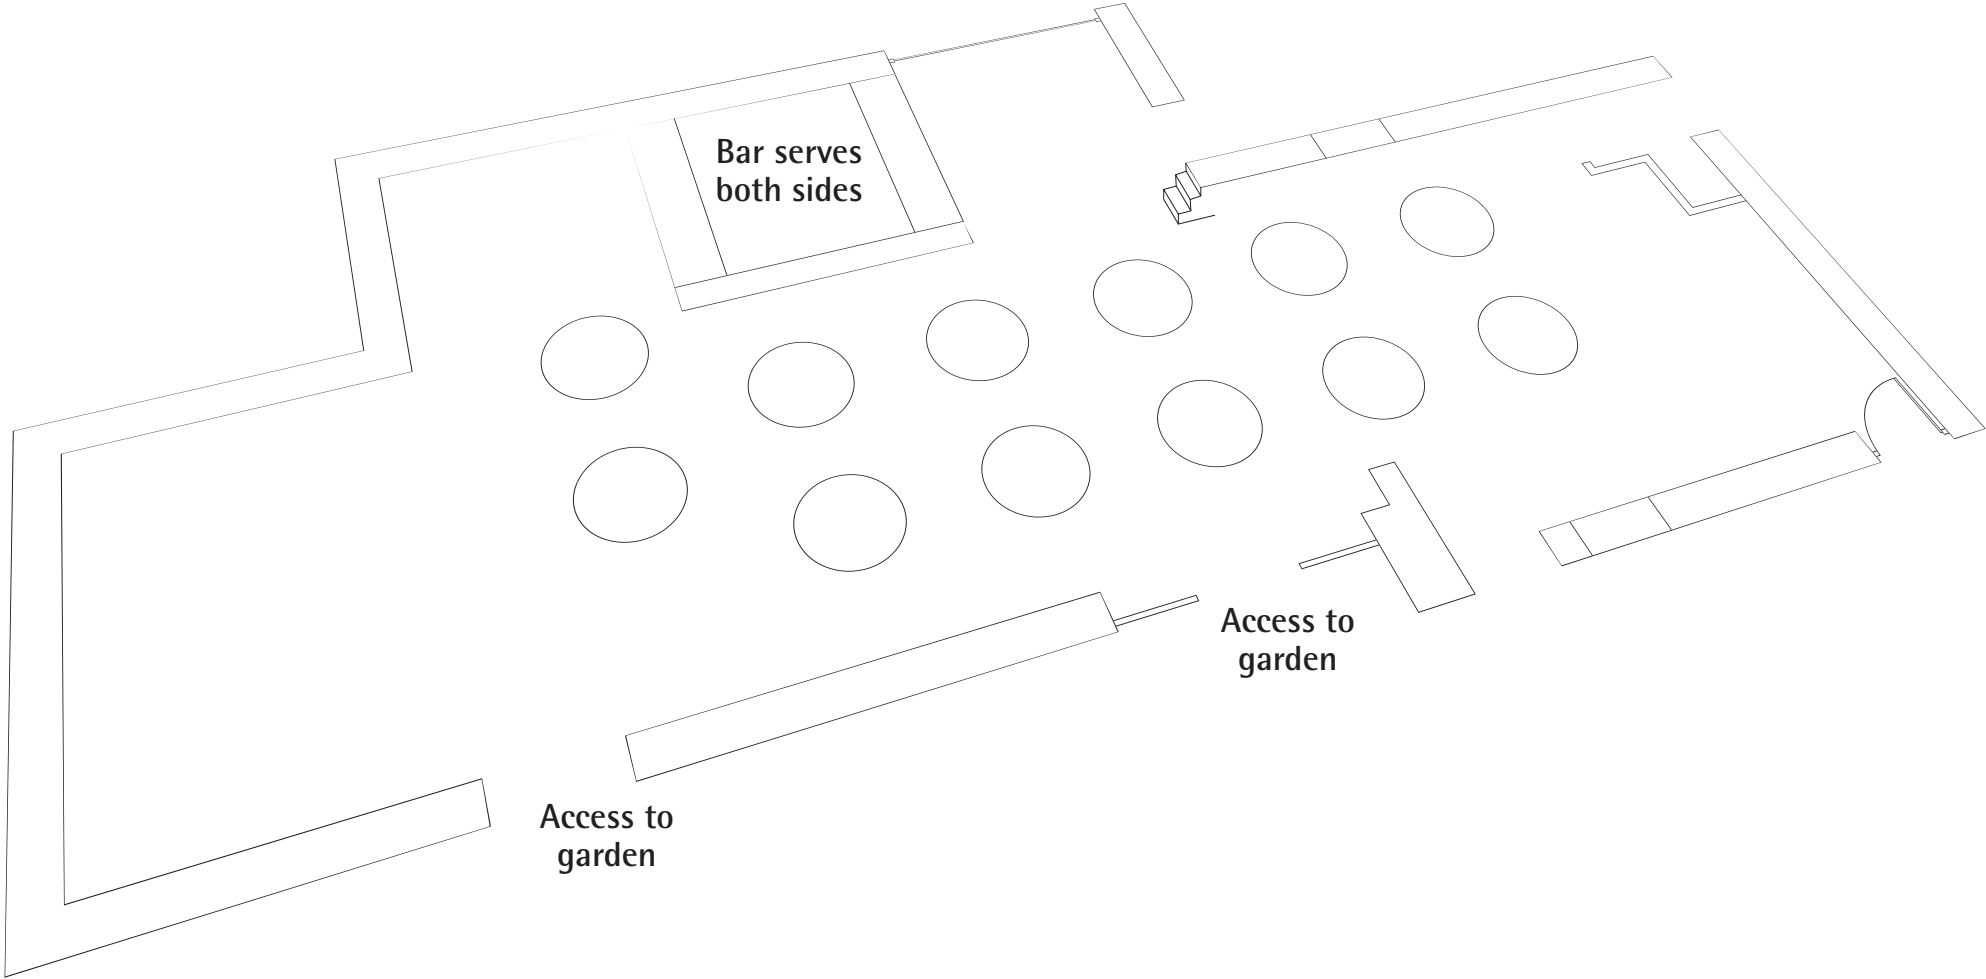 Bar serves
both sides
Access to
garden
Access to
garden